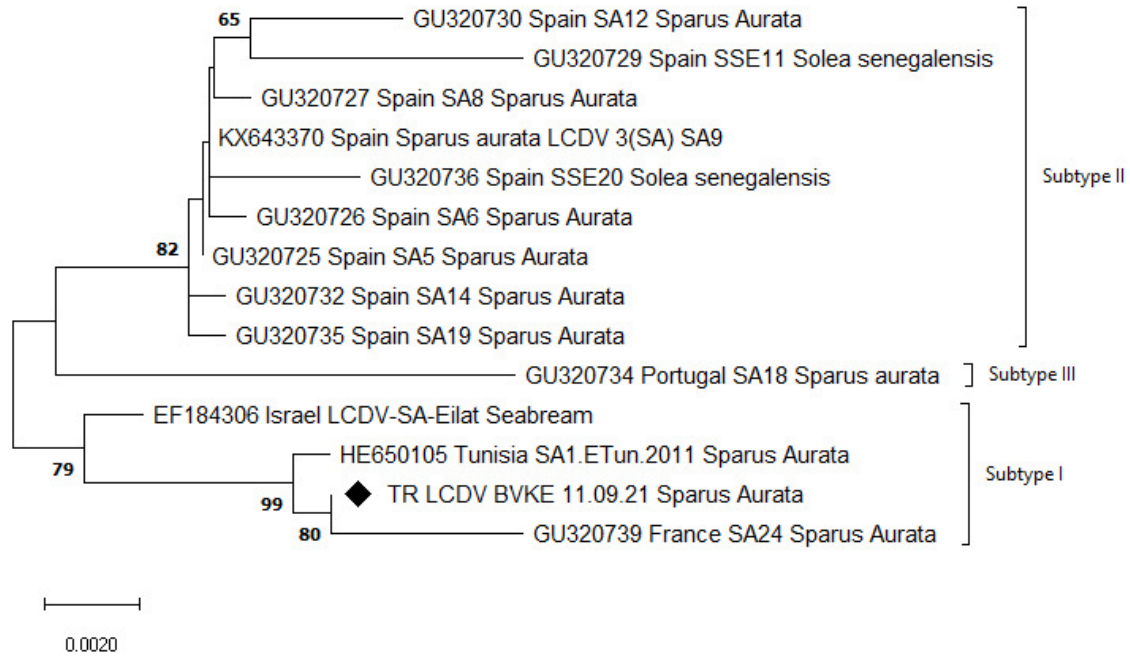 65
GU320730 Spain SA12 Sparus Aurata
GU320729 Spain SSE11 Solea senegalensis
GU320727 Spain SA8 Sparus Aurata
KX643370 Spain Sparus aurata LCDV 3(SA) SA9
GU320736 Spain SSE20 Solea senegalensis
Subtype II
GU320726 Spain SA6 Sparus Aurata
82
GU320725 Spain SA5 Sparus Aurata
GU320732 Spain SA14 Sparus Aurata
GU320735 Spain SA19 Sparus Aurata
GU320734 Portugal SA18 Sparus aurata
Subtype III
EF184306 Israel LCDV-SA-Eilat Seabream
79
HE650105 Tunisia SA1.ETun.2011 Sparus Aurata
Subtype I
99
TR LCDV BVKE 11.09.21 Sparus Aurata
80
GU320739 France SA24 Sparus Aurata
0.0020